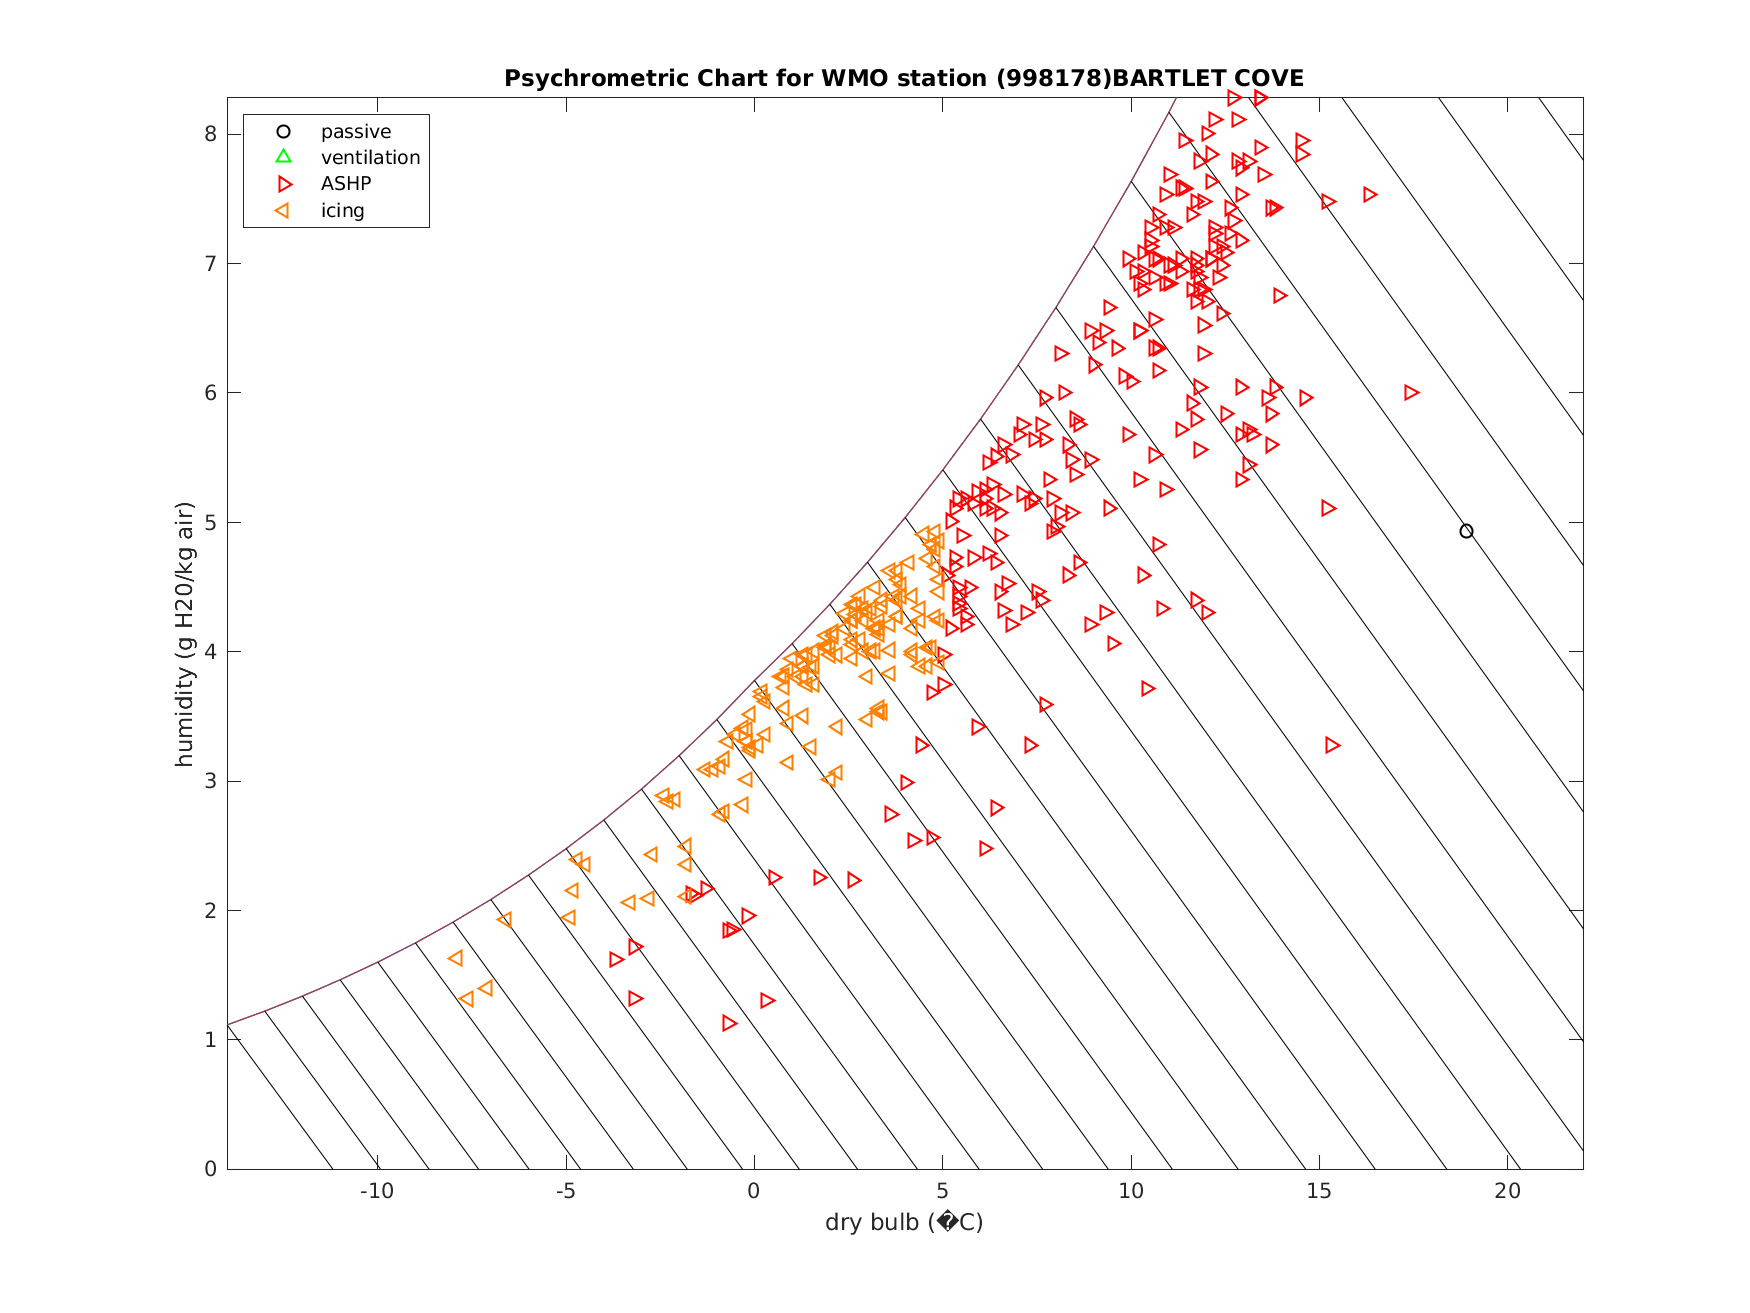 Psychrometric Chart for WMO station (998178)BARTLET COVE
passive
ventilation
ASHP
icing
8
7
6
5
4
3
2
1
0
humidity (g H20/kg air)
-10 -5 0 5 10 15 20
dry bulb (�C)